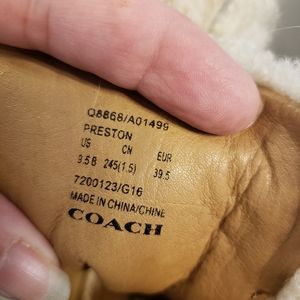 Q8868/A01499
PRESTON
US CN EUR
9.5B 245(1.5) 39.5
7200123/G16
MADE IN CHINA/CHINE
COACH